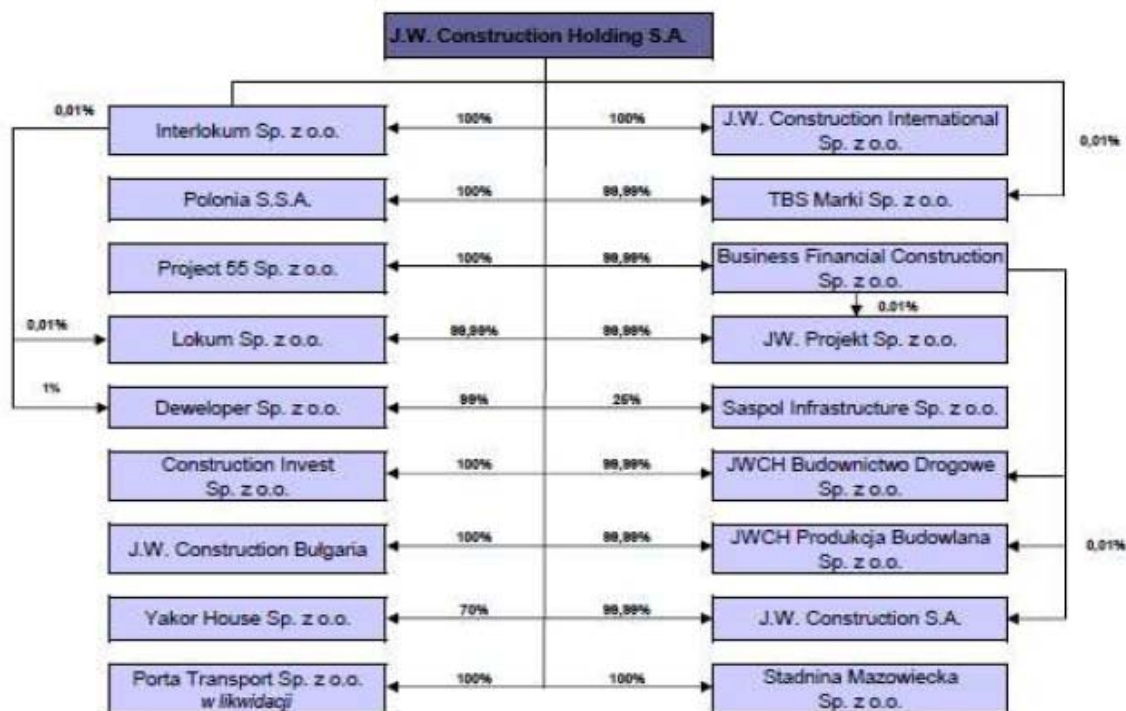 J.W. Construction Holding S.A.
0,01%
Interlokum Sp. z o.o.
100%
100%
J.W. Construction International
Sp. z o.o.
0,01%
Polonia S.S.A.
100%
99,99%
TBS Marki Sp. z o.o.
Project 55 Sp. z o.o.
100%
99,99%
Business Financial Construction
Sp. z o.o.
0.01%
0,01%
Lokum Sp. z o.o.
99,99%
99,99%
JW. Projekt Sp. z o.o.
1%
Deweloper Sp. z o.o.
99%
25%
Saspol Infrastructure Sp. z o.o.
Construction Invest
Sp. z o.o.
100%
99,99%
JWCH Budownictwo Drogowe
Sp. z o.o.
J.W. Construction Bułgaria
100%
99,99%
JWCH Produkcja Budowlana
Sp. z o.o.
0,01%
Yakor House Sp. z o.o.
70%
99,99%
J.W. Construction S.A.
Porta Transport Sp. z o.o.
w likwidacji
100%
100%
Stadnina Mazowiecka
Sp. z o.o.